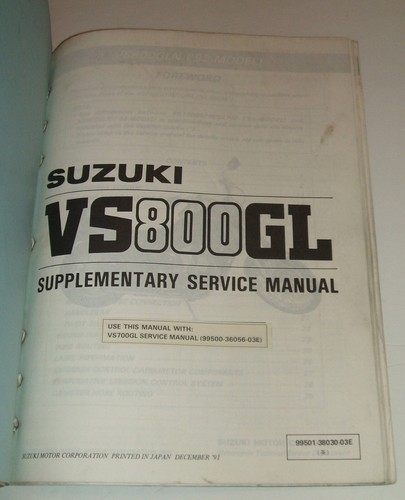 SUZUKI
VS800GL
SUPPLEMENTARY SERVICE MANUAL
USE THIS MANUAL WITH:
VS700GL SERVICE MANUAL (99500-36056-03E)
99501-38030-03E
SUZUKI MOTOR CORPORATION PRINTED IN JAPAN DECEMBER '91